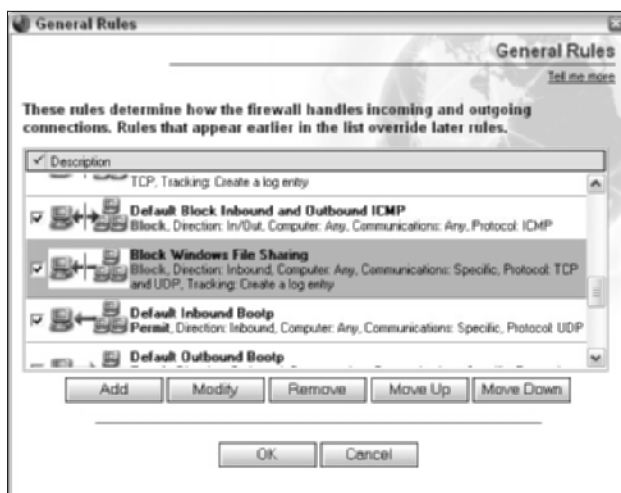 General Rules
General Rules
Tell me more
These rules determine how the firewall handles incoming and outgoing
connections. Rules that appear earlier in the list override later rules.
Description
TCP, Tracking: Create a log entry
Default Block Inbound and Outbound ICMP
Block, Direction: In/Out, Computer: Any, Communications: Any, Protocol: ICMP
Block Windows File Sharing
Block, Direction: Inbound, Computer: Any, Communications: Specific, Protocol: TCP
and UDP, Tracking: Create a log entry
Default Inbound Bootp
Permit, Direction: Inbound, Computer: Any, Communications: Specific, Protocol: UDP
Default Outbound Bootp
Add Modify Remove Move Up Move Down
OK Cancel